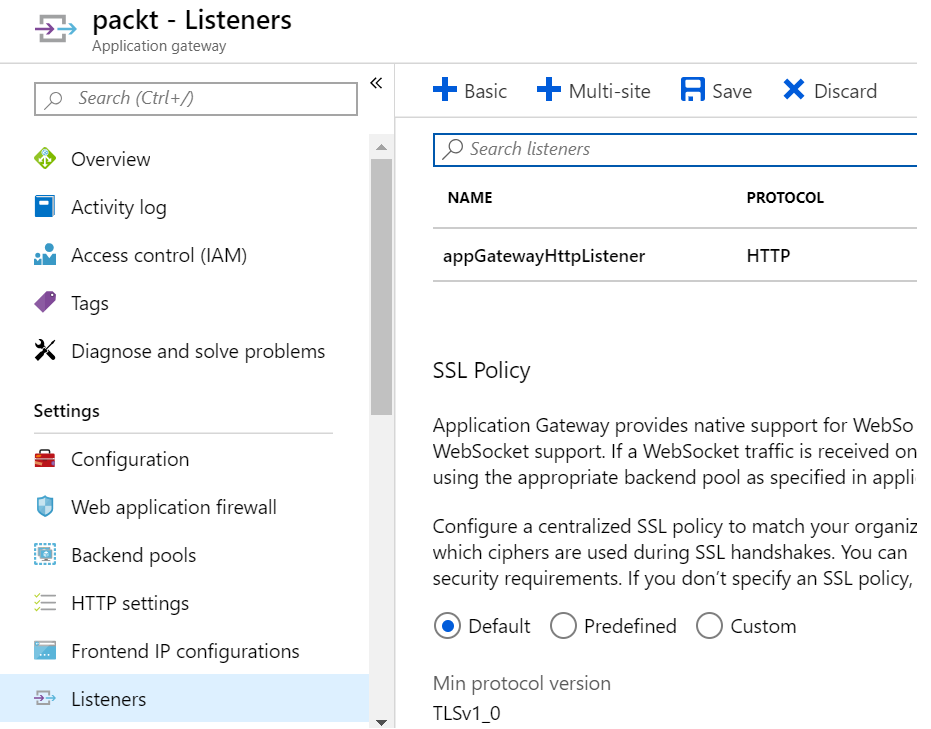 packt - Listeners
Application gateway
Search (Ctrl+/)
Overview
Activity log
Access control (IAM)
Tags
Diagnose and solve problems
Settings
Configuration
Web application firewall
Backend pools
HTTP settings
Frontend IP configurations
Listeners
Basic Multi-site Save Discard
Search listeners
NAME PROTOCOL
appGatewayHttpListener HTTP
SSL Policy
Application Gateway provides native support for WebSo
WebSocket support. If a WebSocket traffic is received on
using the appropriate backend pool as specified in appli
Configure a centralized SSL policy to match your organiz
which ciphers are used during SSL handshakes. You can
security requirements. If you don't specify an SSL policy,
Default Predefined Custom
Min protocol version
TLSv1_0